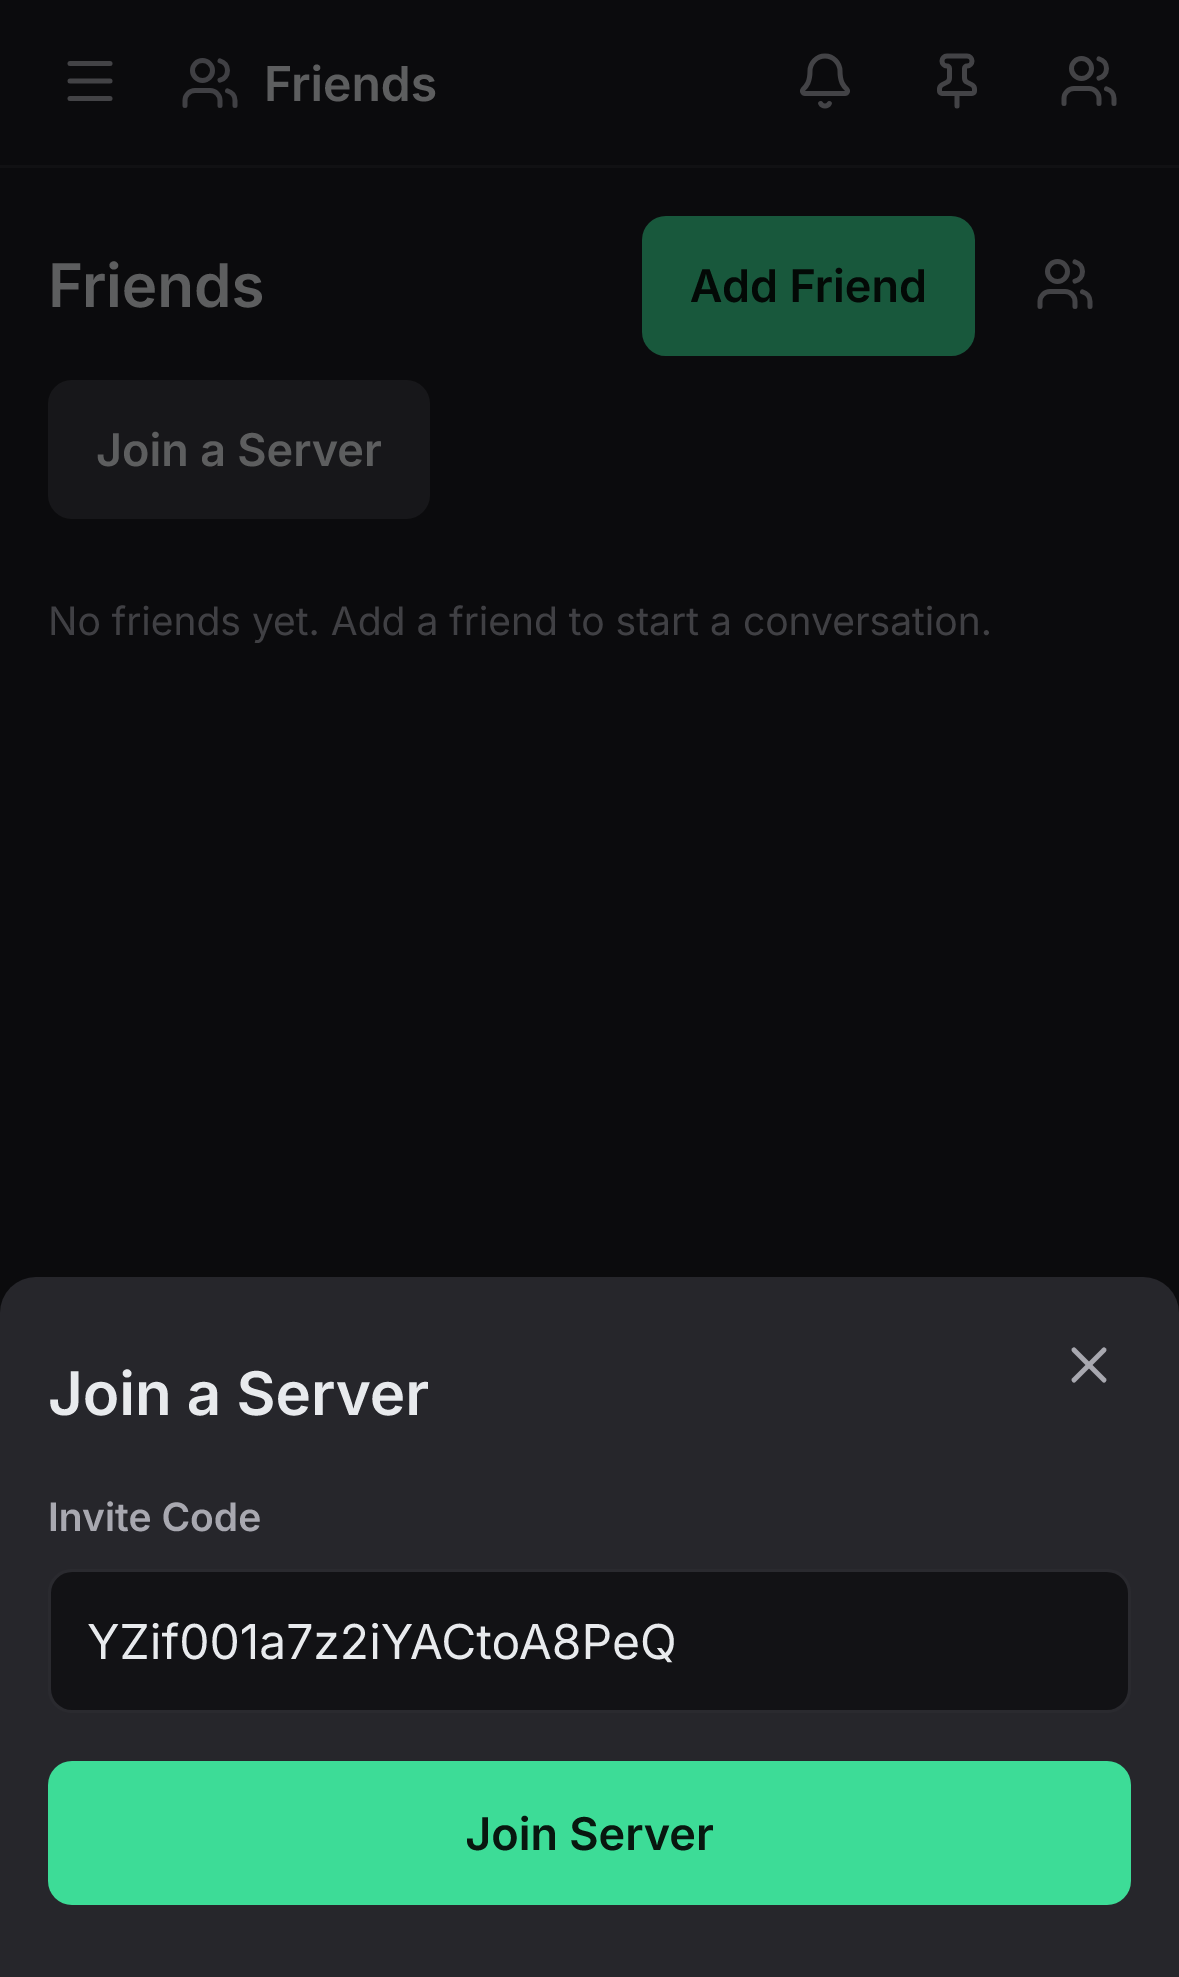 Friends
Friends
Add Friend
Join a Server
No friends yet. Add a friend to start a conversation.
Join a Server
Invite Code
YZif001a7z2iYACtoA8PeQ
Join Server